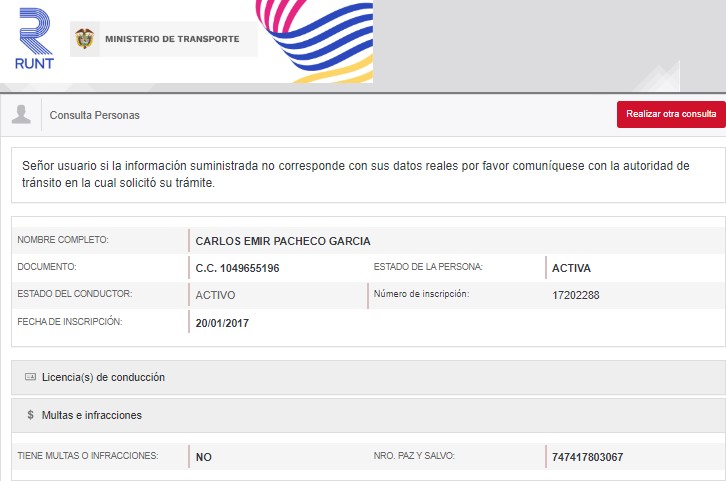 RUNT
MINISTERIO DE TRANSPORTE
Consulta Personas
Realizar otra consulta
Señor usuario si la información suministrada no corresponde con sus datos reales por favor comuníquese con la autoridad de
tránsito en la cual solicitó su trámite.
NOMBRE COMPLETO: CARLOS EMIR PACHECO GARCIA
DOCUMENTO: C.C. 1049655196 ESTADO DE LA PERSONA: ACTIVA
ESTADO DEL CONDUCTOR: ACTIVO Número de inscripción: 17202288
FECHA DE INSCRIPCIÓN: 20/01/2017
Licencia(s) de conducción
$ Multas e infracciones
TIENE MULTAS O INFRACCIONES: NO NRO. PAZ Y SALVO: 747417803067